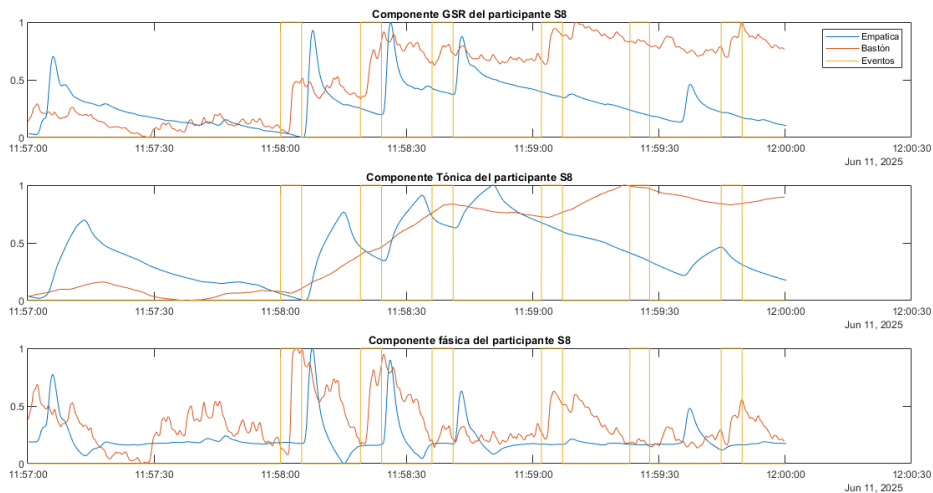 Componente GSR del participante S8
1
0.5
0
Empatica
Bastón
Eventos
11:57:00 11:57:30 11:58:00 11:58:30 11:59:00 11:59:30 12:00:00 12:00:30
Jun 11, 2025
Componente Tónica del participante S8
1
0.5
0
11:57:00 11:57:30 11:58:00 11:58:30 11:59:00 11:59:30 12:00:00 12:00:30
Jun 11, 2025
Componente fásica del participante S8
1
0.5
0
11:57:00 11:57:30 11:58:00 11:58:30 11:59:00 11:59:30 12:00:00 12:00:30
Jun 11, 2025